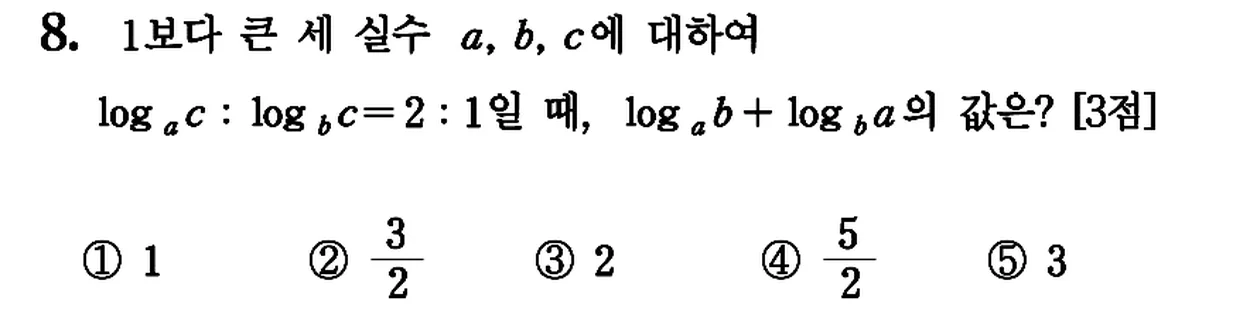 8. 1보다 큰 세 실수 a, b, c에 대하여
log_a c : log_b c = 2 : 1일 때, log_a b + log_b a의 값은? [3점]
① 1 ② 3/2 ③ 2 ④ 5/2 ⑤ 3